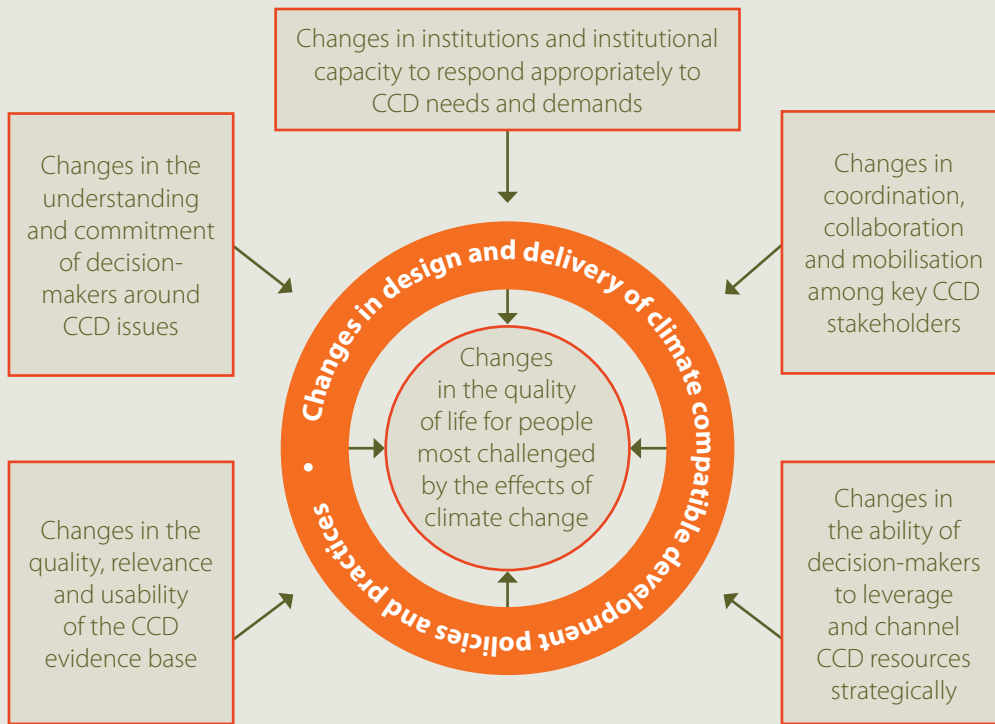 Changes in institutions and institutional
capacity to respond appropriately to
CCD needs and demands
Changes in the
understanding
and commitment
of decision-
makers around
CCD issues
Changes in
coordination,
collaboration
and mobilisation
among key CCD
stakeholders
Changes in design and delivery of climate compatible development policies and practices •
Changes
in the quality
of life for people
most challenged
by the effects of
climate change
Changes in the
quality, relevance
and usability
of the CCD
evidence base
Changes in
the ability of
decision-makers
to leverage
and channel
CCD resources
strategically